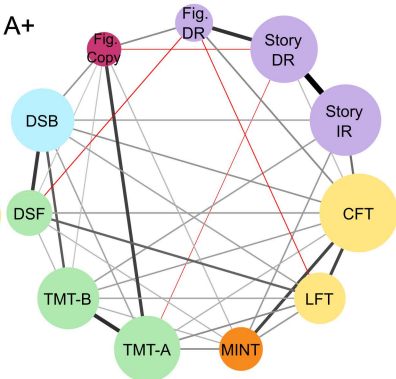 A+
Fig.
DR
Fig.
Copy
Story
DR
Story
IR
DSB
DSF
CFT
TMT-B
LFT
TMT-A
MINT